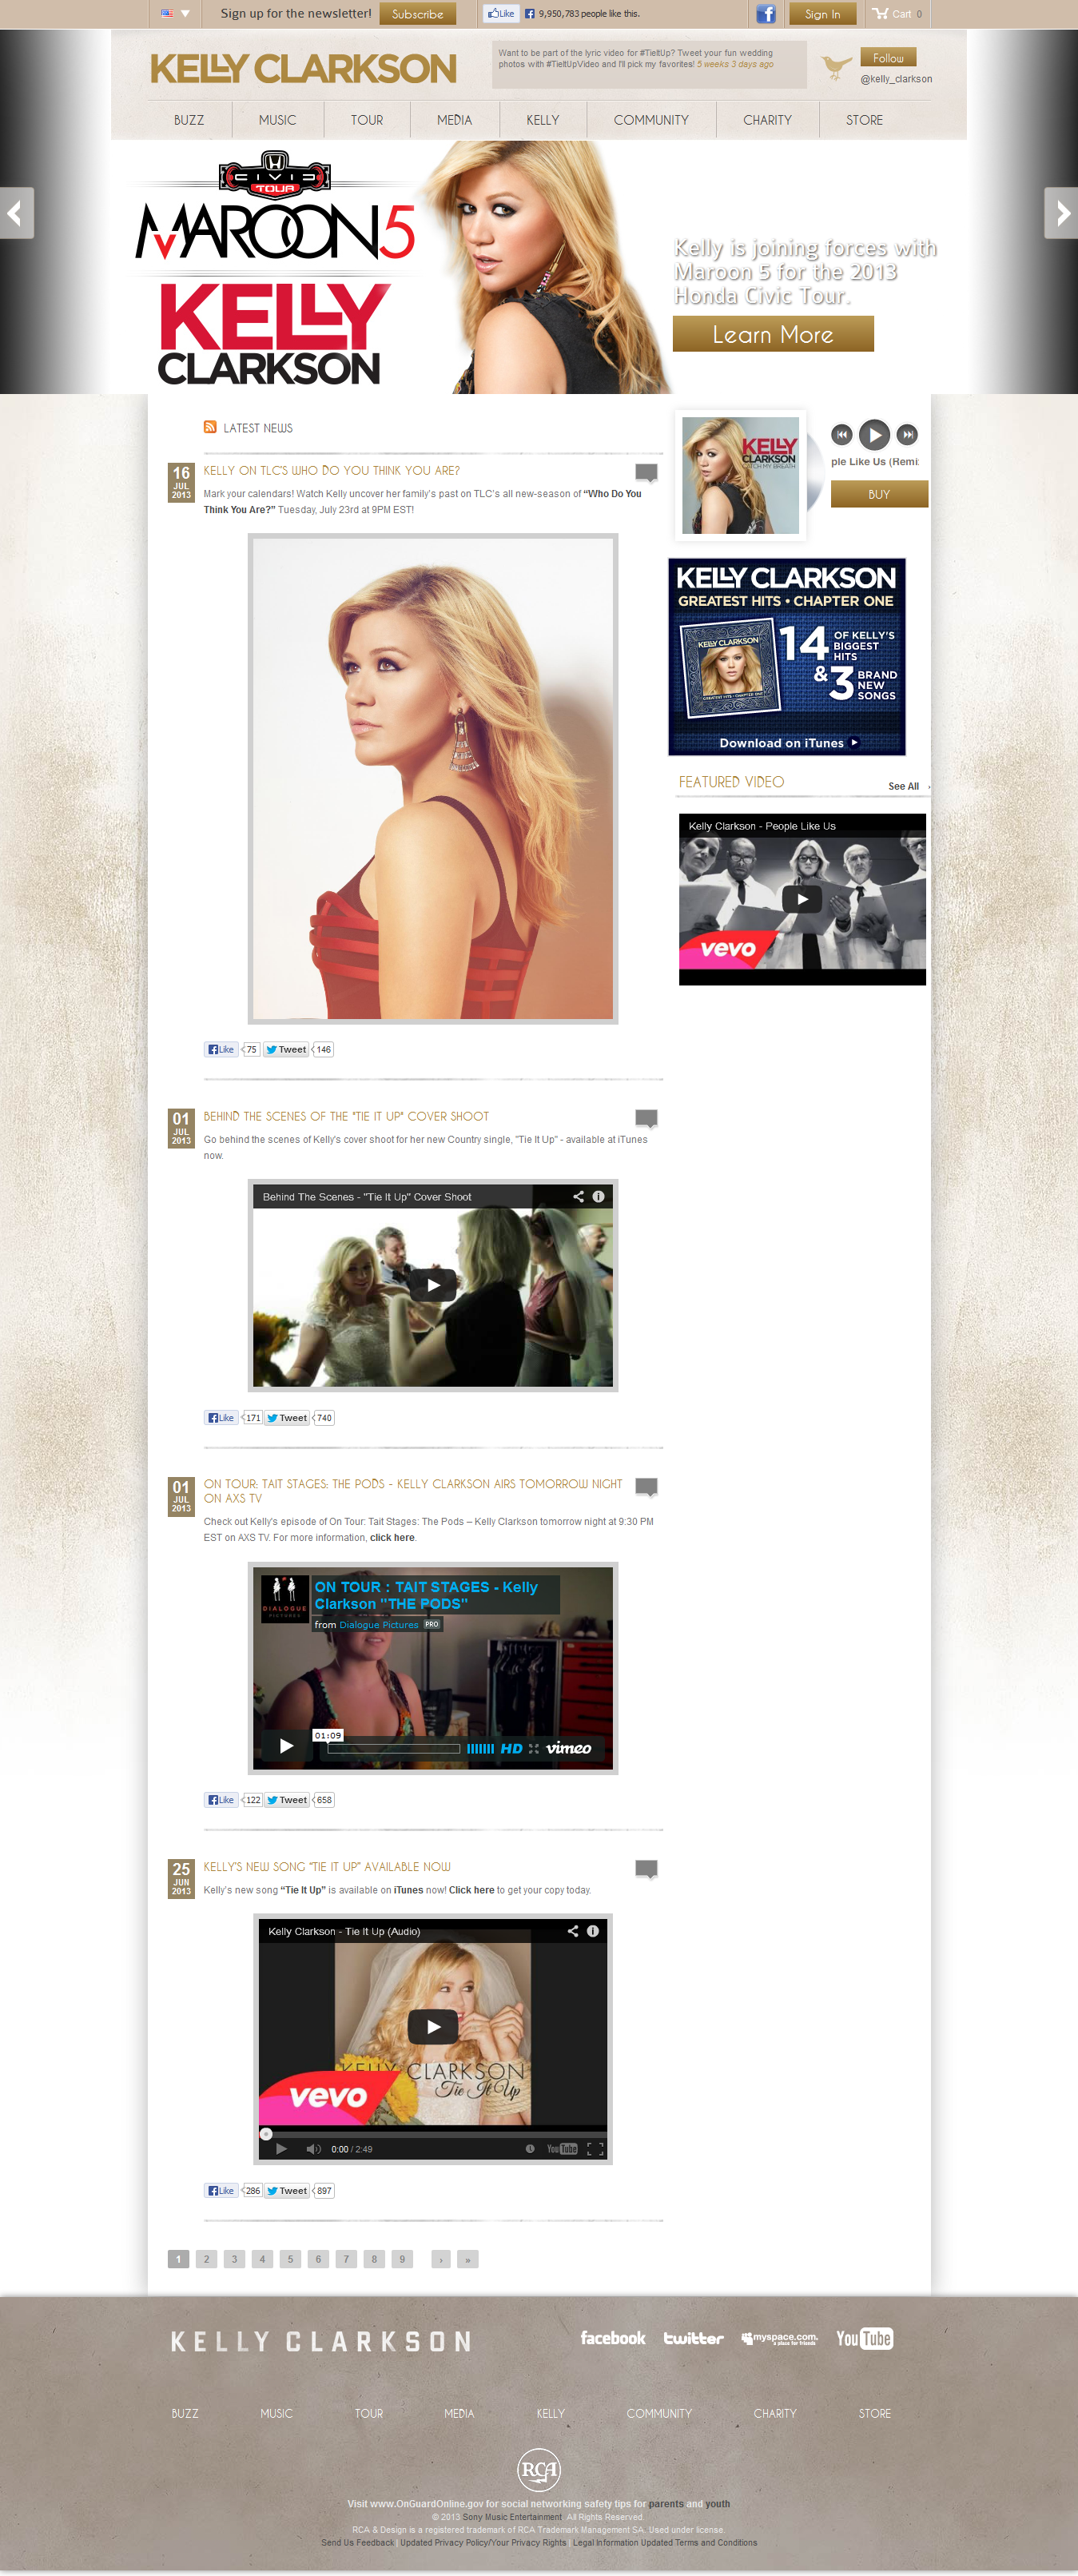 Sign up for the newsletter! Subscribe Like 9,950,783 people like this. Sign In Cart 0
KELLY CLARKSON
Want to be part of the lyric video for #TieItUp? Tweet your fun wedding
photos with #TieItUpVideo and I'll pick my favorites! 5 weeks 3 days ago
Follow
@kelly_clarkson
BUZZ MUSIC TOUR MEDIA KELLY COMMUNITY CHARITY STORE
HONDA
CIVIC
TOUR
MAROON 5
KELLY
CLARKSON
Kelly is joining forces with
Maroon 5 for the 2013
Honda Civic Tour.
Learn More
LATEST NEWS
16
JUL
2013
KELLY ON TLC'S WHO DO YOU THINK YOU ARE?
Mark your calendars! Watch Kelly uncover her family's past on TLC's all new-season of “Who Do You
Think You Are?” Tuesday, July 23rd at 9PM EST!
Like 75 Tweet 146
01
JUL
2013
BEHIND THE SCENES OF THE "TIE IT UP" COVER SHOOT
Go behind the scenes of Kelly's cover shoot for her new Country single, "Tie It Up" - available at iTunes
now.
Behind The Scenes - "Tie It Up" Cover Shoot
Like 171 Tweet 740
01
JUL
2013
ON TOUR: TAIT STAGES: THE PODS - KELLY CLARKSON AIRS TOMORROW NIGHT
ON AXS TV
Check out Kelly's episode of On Tour: Tait Stages: The Pods – Kelly Clarkson tomorrow night at 9:30 PM
EST on AXS TV. For more information, click here.
DIALOGUE
PICTURES
ON TOUR : TAIT STAGES - Kelly
Clarkson "THE PODS"
from Dialogue Pictures PRO
01:09
HD vimeo
Like 122 Tweet 658
25
JUN
2013
KELLY'S NEW SONG “TIE IT UP” AVAILABLE NOW
Kelly's new song “Tie It Up” is available on iTunes now! Click here to get your copy today.
Kelly Clarkson - Tie It Up (Audio)
KELLY CLARKSON
Tie It Up
vevo
0:00 / 2:49 YouTube
Like 286 Tweet 897
1 2 3 4 5 6 7 8 9 › »
KELLY
CLARKSON
CATCH MY BREATH
ple Like Us (Remi
BUY
KELLY CLARKSON
GREATEST HITS • CHAPTER ONE
KELLY CLARKSON
GREATEST HITS • CHAPTER ONE
14 OF KELLY'S
BIGGEST
HITS
& 3 BRAND
NEW
SONGS
Download on iTunes
FEATURED VIDEO See All ›
Kelly Clarkson - People Like Us
vevo
KELLY CLARKSON
facebook twitter myspace.com. a place for friends YouTube
BUZZ MUSIC TOUR MEDIA KELLY COMMUNITY CHARITY STORE
RCA
Visit www.OnGuardOnline.gov for social networking safety tips for parents and youth
© 2013 Sony Music Entertainment. All Rights Reserved.
RCA & Design is a registered trademark of RCA Trademark Management SA. Used under license.
Send Us Feedback | Updated Privacy Policy/Your Privacy Rights | Legal Information Updated Terms and Conditions